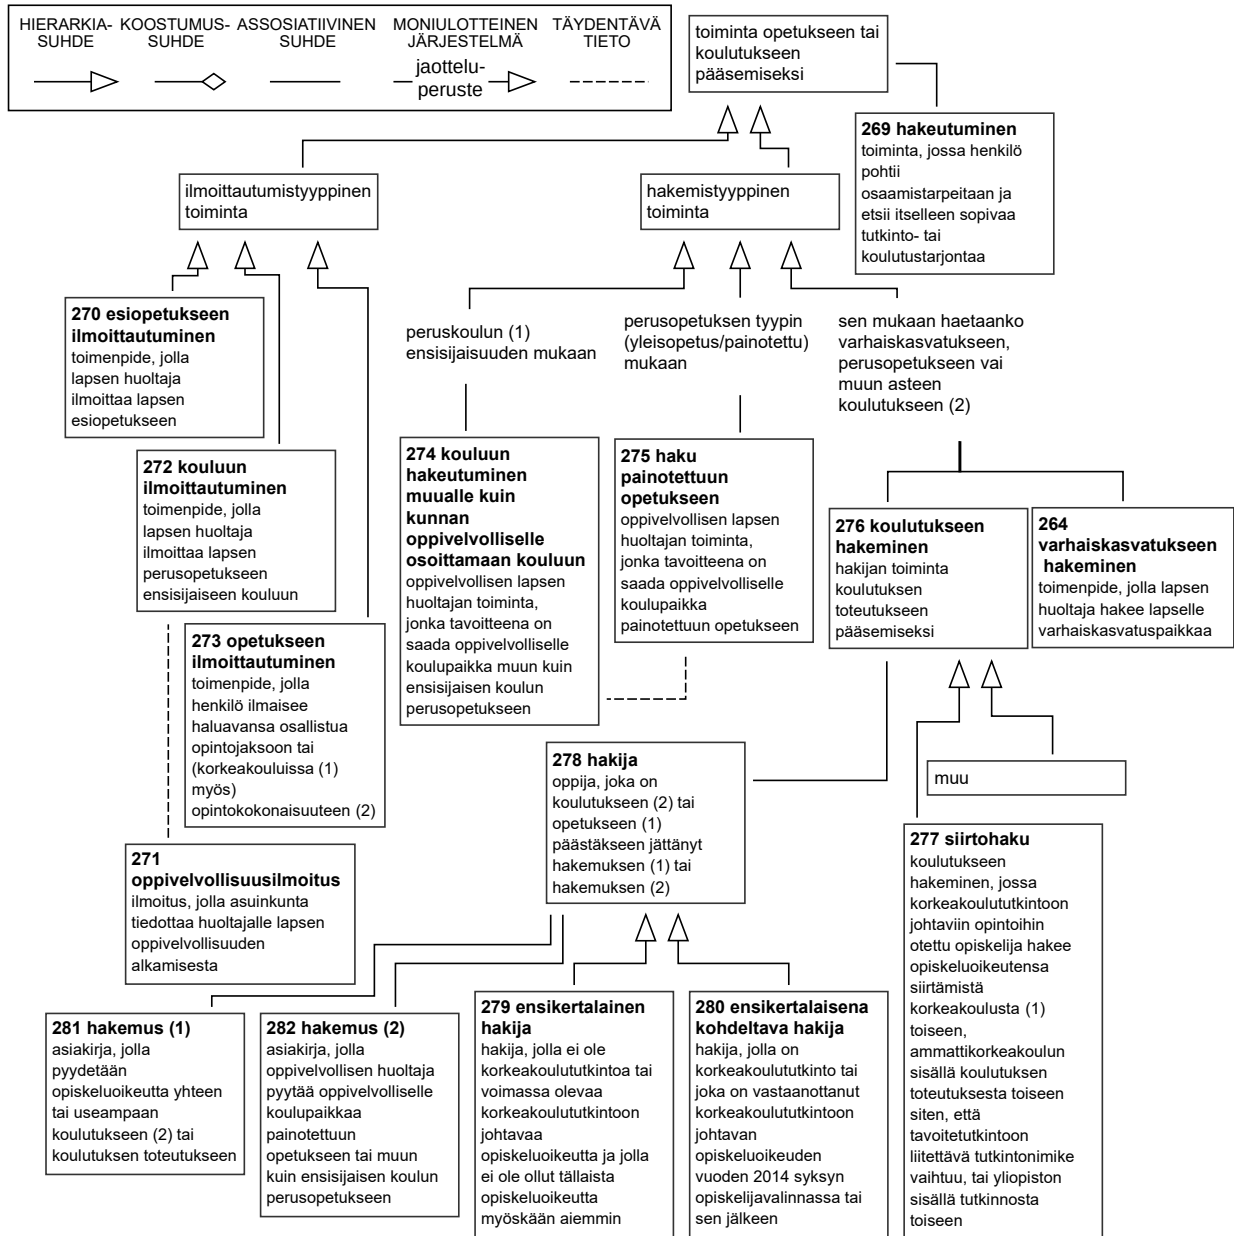 HIERARKIA-
SUHDE
KOOSTUMUS-
SUHDE
ASSOSIATIIVINEN
SUHDE
MONIULOTTEINEN
JÄRJESTELMÄ
TÄYDENTÄVÄ
TIETO
jaottelu-
peruste
toiminta opetukseen tai
koulutukseen
pääsemiseksi
269 hakeutuminen
toiminta, jossa henkilö
pohtii
osaamistarpeitaan ja
etsii itselleen sopivaa
tutkinto- tai
koulutustarjontaa
ilmoittautumistyyppinen
toiminta
hakemistyyppinen
toiminta
270 esiopetukseen
ilmoittautuminen
toimenpide, jolla
lapsen huoltaja
ilmoittaa lapsen
esiopetukseen
peruskoulun (1)
ensisijaisuuden mukaan
perusopetuksen tyypin
(yleisopetus/painotettu)
mukaan
sen mukaan haetaanko
varhaiskasvatukseen,
perusopetukseen vai
muun asteen
koulutukseen (2)
272 kouluun
ilmoittautuminen
toimenpide, jolla
lapsen huoltaja
ilmoittaa lapsen
perusopetukseen
ensisijaiseen kouluun
274 kouluun
hakeutuminen
muualle kuin
kunnan
oppivelvolliselle
osoittamaan kouluun
oppivelvollisen lapsen
huoltajan toiminta,
jonka tavoitteena on
saada oppivelvolliselle
koulupaikka muun kuin
ensisijaisen koulun
perusopetukseen
275 haku
painotettuun
opetukseen
oppivelvollisen lapsen
huoltajan toiminta,
jonka tavoitteena on
saada oppivelvolliselle
koulupaikka
painotettuun opetukseen
276 koulutukseen
hakeminen
hakijan toiminta
koulutuksen
toteutukseen
pääsemiseksi
264
varhaiskasvatukseen
hakeminen
toimenpide, jolla lapsen
huoltaja hakee lapselle
varhaiskasvatuspaikkaa
273 opetukseen
ilmoittautuminen
toimenpide, jolla
henkilö ilmaisee
haluavansa osallistua
opintojaksoon tai
(korkeakouluissa (1)
myös)
opintokokonaisuuteen (2)
278 hakija
oppija, joka on
koulutukseen (2) tai
opetukseen (1)
päästäkseen jättänyt
hakemuksen (1) tai
hakemuksen (2)
muu
271
oppivelvollisuusilmoitus
ilmoitus, jolla asuinkunta
tiedottaa huoltajalle lapsen
oppivelvollisuuden
alkamisesta
277 siirtohaku
koulutukseen
hakeminen, jossa
korkeakoulututkintoon
johtaviin opintoihin
otettu opiskelija hakee
opiskeluoikeutensa
siirtämistä
korkeakoulusta (1)
toiseen,
ammattikorkeakoulun
sisällä koulutuksen
toteutuksesta toiseen
siten, että
tavoitetutkintoon
liitettävä tutkintonimike
vaihtuu, tai yliopiston
sisällä tutkinnosta
toiseen
281 hakemus (1)
asiakirja, jolla
pyydetään
opiskeluoikeutta yhteen
tai useampaan
koulutukseen (2) tai
koulutuksen toteutukseen
282 hakemus (2)
asiakirja, jolla
oppivelvollisen huoltaja
pyytää oppivelvolliselle
koulupaikkaa
painotettuun
opetukseen tai muun
kuin ensisijaisen koulun
perusopetukseen
279 ensikertalainen
hakija
hakija, jolla ei ole
korkeakoulututkintoa tai
voimassa olevaa
korkeakoulututkintoon
johtavaa
opiskeluoikeutta ja jolla
ei ole ollut tällaista
opiskeluoikeutta
myöskään aiemmin
280 ensikertalaisena
kohdeltava hakija
hakija, jolla on
korkeakoulututkinto tai
joka on vastaanottanut
korkeakoulututkintoon
johtavan
opiskeluoikeuden
vuoden 2014 syksyn
opiskelijavalinnassa tai
sen jälkeen